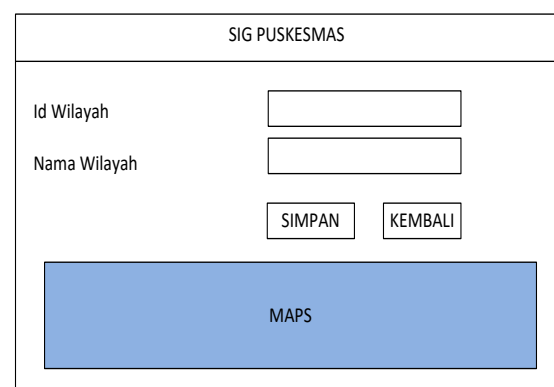 SIG PUSKESMAS
Id Wilayah
Nama Wilayah
SIMPAN KEMBALI
MAPS